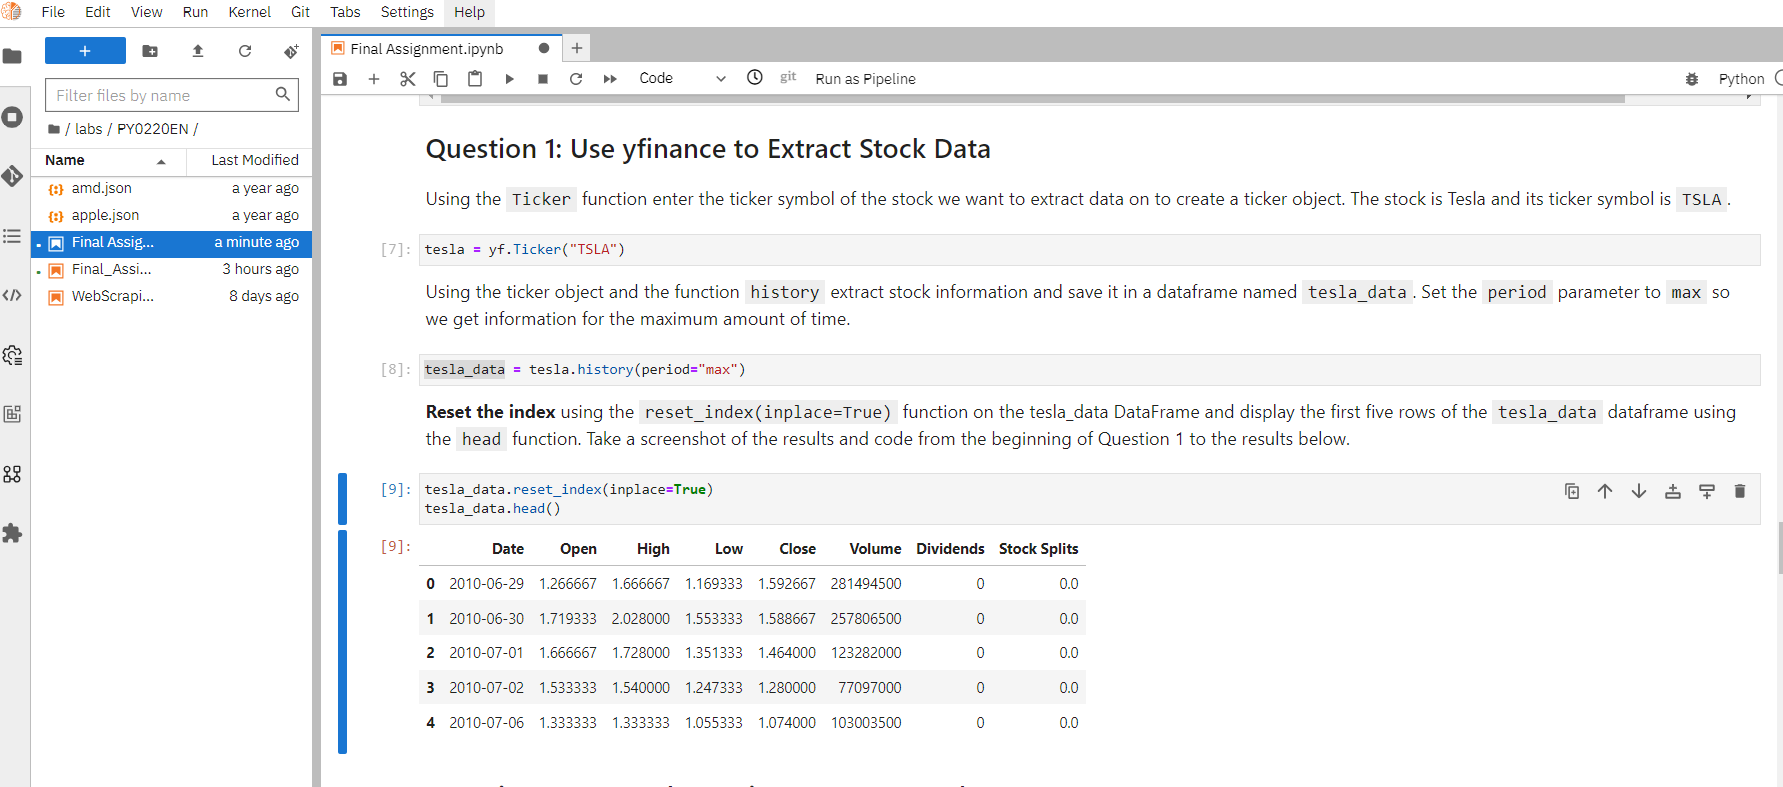 File Edit View Run Kernel Git Tabs Settings Help
Filter files by name
/ labs / PY0220EN /
Name Last Modified
amd.json a year ago
apple.json a year ago
Final Assig... a minute ago
Final_Assi... 3 hours ago
WebScrapi... 8 days ago
Final Assignment.ipynb
Code git Run as Pipeline Python
Question 1: Use yfinance to Extract Stock Data
Using the Ticker function enter the ticker symbol of the stock we want to extract data on to create a ticker object. The stock is Tesla and its ticker symbol is TSLA.
[7]: tesla = yf.Ticker("TSLA")
Using the ticker object and the function history extract stock information and save it in a dataframe named tesla_data. Set the period parameter to max so
we get information for the maximum amount of time.
[8]: tesla_data = tesla.history(period="max")
Reset the index using the reset_index(inplace=True) function on the tesla_data DataFrame and display the first five rows of the tesla_data dataframe using
the head function. Take a screenshot of the results and code from the beginning of Question 1 to the results below.
[9]: tesla_data.reset_index(inplace=True)
tesla_data.head()
[9]: Date Open High Low Close Volume Dividends Stock Splits
0 2010-06-29 1.266667 1.666667 1.169333 1.592667 281494500 0 0.0
1 2010-06-30 1.719333 2.028000 1.553333 1.588667 257806500 0 0.0
2 2010-07-01 1.666667 1.728000 1.351333 1.464000 123282000 0 0.0
3 2010-07-02 1.533333 1.540000 1.247333 1.280000 77097000 0 0.0
4 2010-07-06 1.333333 1.333333 1.055333 1.074000 103003500 0 0.0